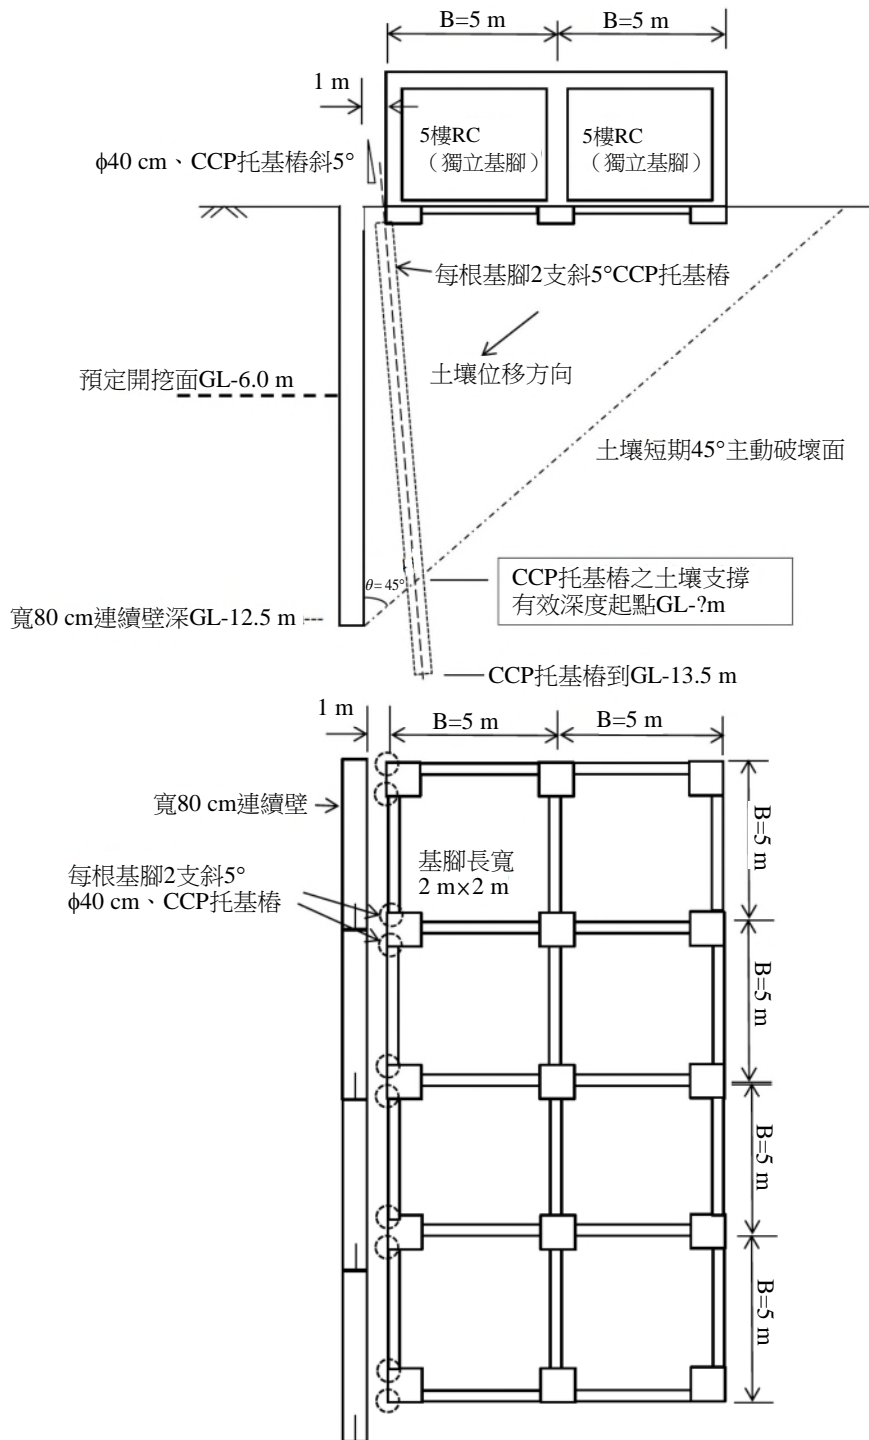 B=5 m
B=5 m
1 m
5樓RC
（獨立基腳）
5樓RC
（獨立基腳）
ϕ40 cm、CCP托基樁斜5°
每根基腳2支斜5°CCP托基樁
土壤位移方向
預定開挖面GL-6.0 m
土壤短期45°主動破壞面
θ=45°
CCP托基樁之土壤支撐
有效深度起點GL-?m
寬80 cm連續壁深GL-12.5 m
CCP托基樁到GL-13.5 m
1 m
B=5 m
B=5 m
寬80 cm連續壁
B=5 m
基腳長寬
2 m×2 m
每根基腳2支斜5°
ϕ40 cm、CCP托基樁
B=5 m
B=5 m
B=5 m